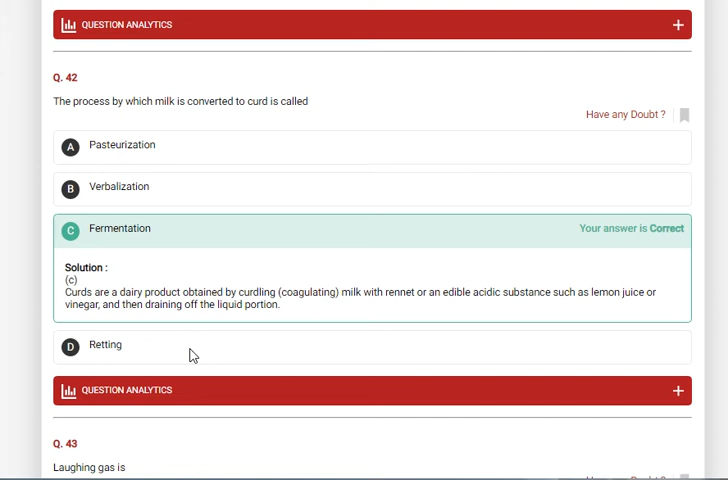 QUESTION ANALYTICS +
Q. 42
The process by which milk is converted to curd is called
Have any Doubt ?
A Pasteurization
B Verbalization
C Fermentation Your answer is Correct
Solution :
(c)
Curds are a dairy product obtained by curdling (coagulating) milk with rennet or an edible acidic substance such as lemon juice or
vinegar, and then draining off the liquid portion.
D Retting
QUESTION ANALYTICS +
Q. 43
Laughing gas is